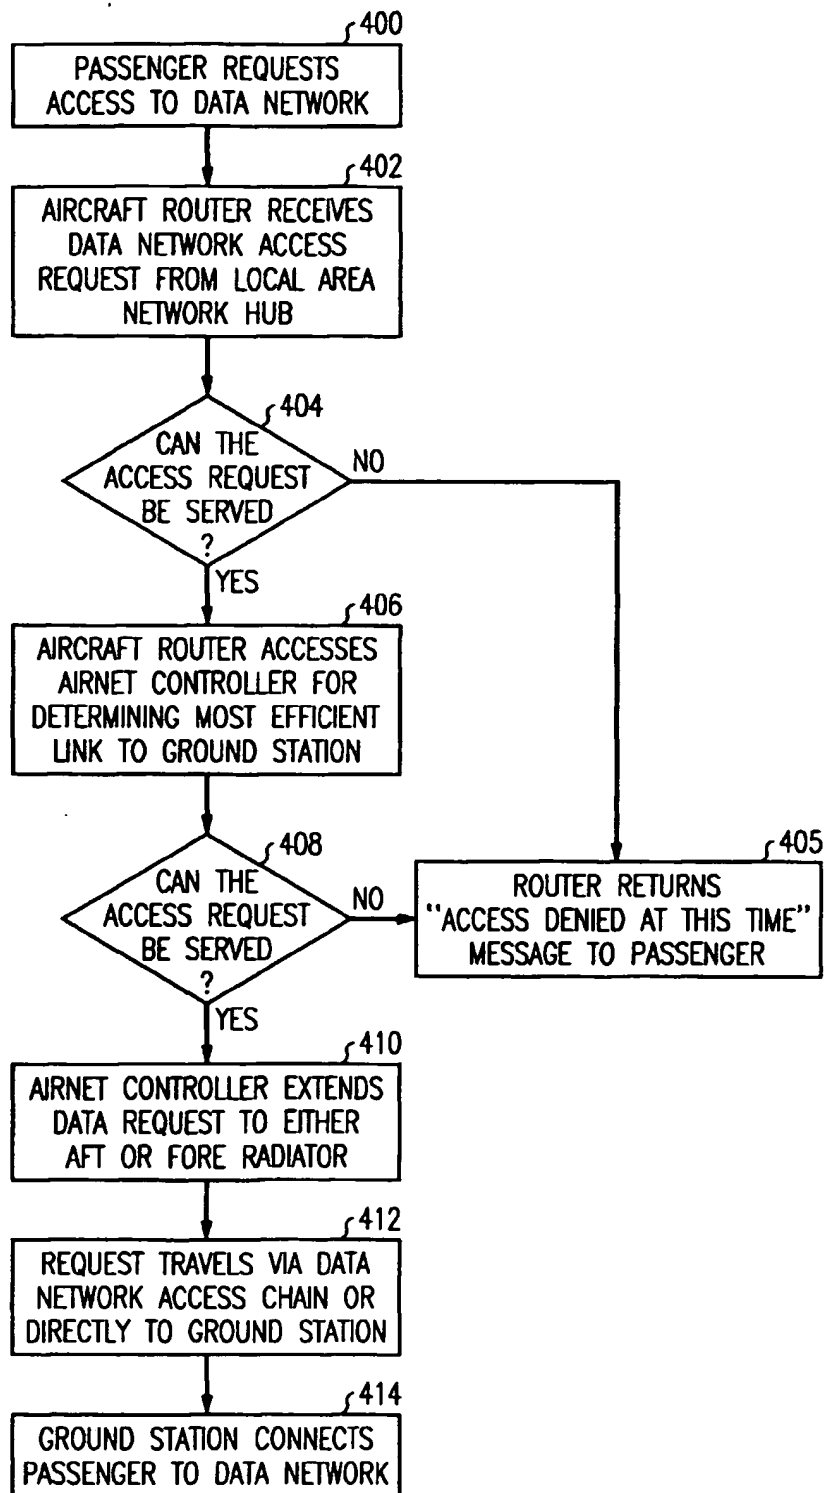 400
PASSENGER REQUESTS
ACCESS TO DATA NETWORK
402
AIRCRAFT ROUTER RECEIVES
DATA NETWORK ACCESS
REQUEST FROM LOCAL AREA
NETWORK HUB
404
CAN THE
ACCESS REQUEST
BE SERVED
?
NO
YES
406
AIRCRAFT ROUTER ACCESSES
AIRNET CONTROLLER FOR
DETERMINING MOST EFFICIENT
LINK TO GROUND STATION
408
CAN THE
ACCESS REQUEST
BE SERVED
?
NO
YES
405
ROUTER RETURNS
"ACCESS DENIED AT THIS TIME"
MESSAGE TO PASSENGER
410
AIRNET CONTROLLER EXTENDS
DATA REQUEST TO EITHER
AFT OR FORE RADIATOR
412
REQUEST TRAVELS VIA DATA
NETWORK ACCESS CHAIN OR
DIRECTLY TO GROUND STATION
414
GROUND STATION CONNECTS
PASSENGER TO DATA NETWORK